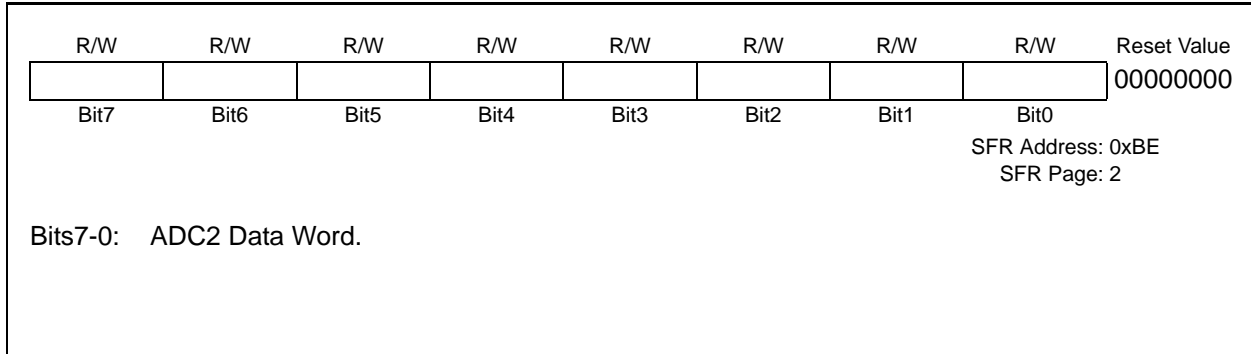 R/W R/W R/W R/W R/W R/W R/W R/W Reset Value
00000000
Bit7 Bit6 Bit5 Bit4 Bit3 Bit2 Bit1 Bit0
SFR Address: 0xBE
SFR Page: 2
Bits7-0: ADC2 Data Word.